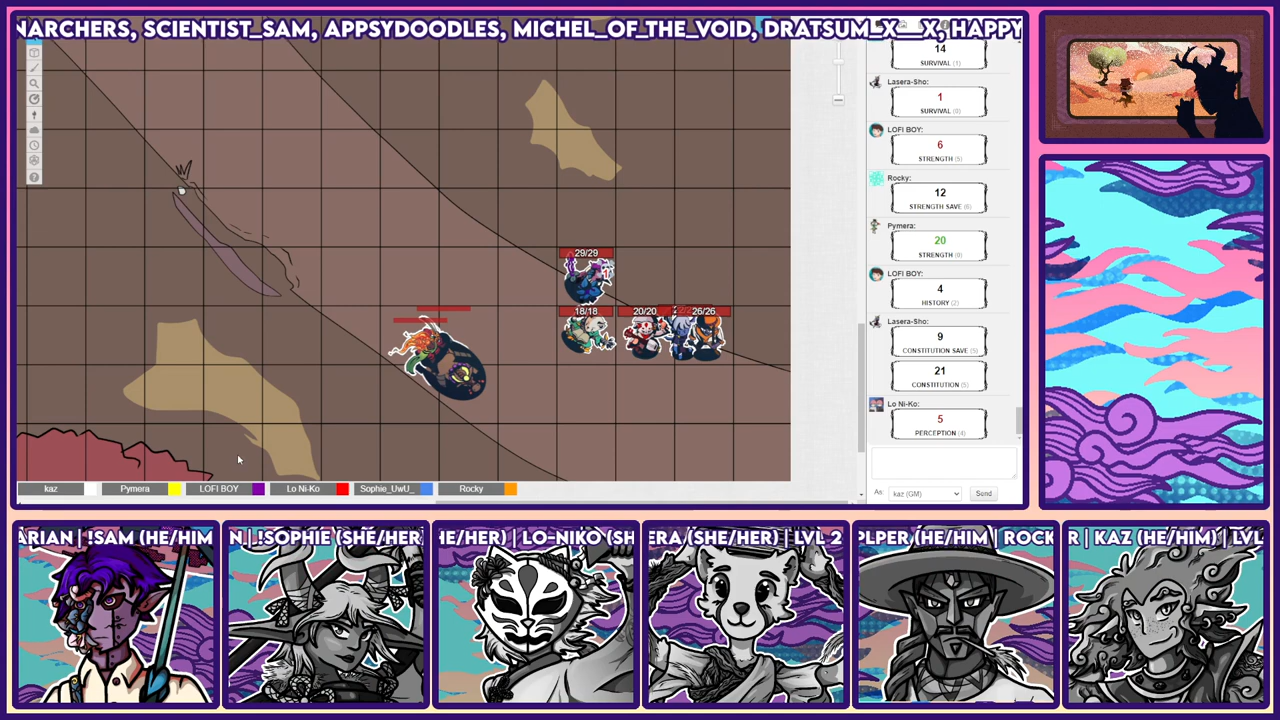 NARCHERS, SCIENTIST_SAM, APPSYDOODLES, MICHEL_OF_THE_VOID, DRATSUM_X__X, HAPPY
14
SURVIVAL (1)
Lasera-Sho:
1
SURVIVAL (0)
LOFI BOY:
6
STRENGTH (5)
Rocky:
12
STRENGTH SAVE (6)
Pymera:
20
STRENGTH (0)
LOFI BOY:
4
HISTORY (2)
Lasera-Sho:
9
CONSTITUTION SAVE (5)
21
CONSTITUTION (5)
Lo Ni-Ko:
5
PERCEPTION (4)
29/29
18/18
20/20
26/26
As:
kaz (GM)
Send
kaz
Pymera
LOFI BOY
Lo Ni-Ko
Sophie_UwU_
Rocky
ARIAN | !SAM (HE/HIM
N | !SOPHIE (SHE/HER)
HE/HER) | LO-NIKO (SH
ERA (SHE/HER) | LVL 2
PLPER (HE/HIM | ROCK
R | KAZ (HE/HIM) | LVL